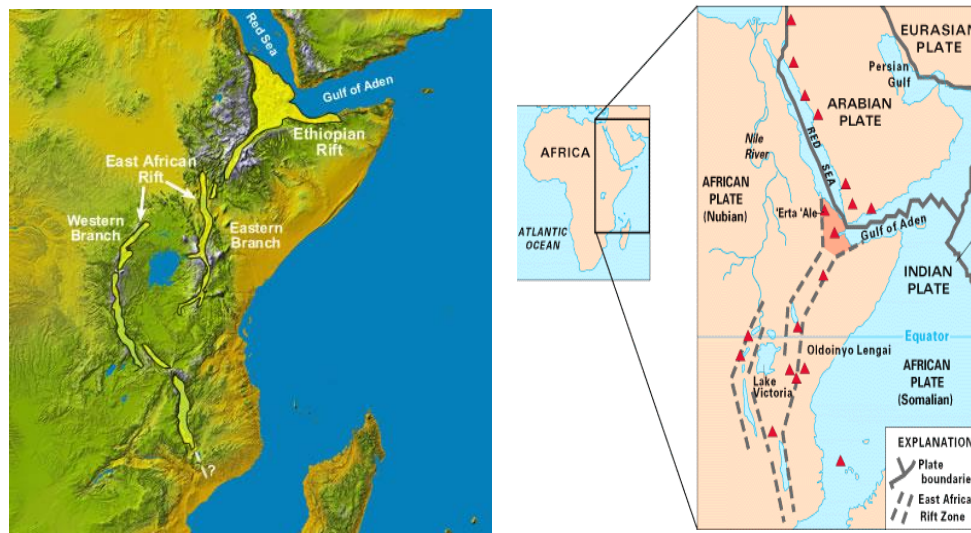 Red Sea
Gulf of Aden
Ethiopian
Rift
East African
Rift
Western
Branch
Eastern
Branch
?
AFRICA
ATLANTIC
OCEAN
EURASIAN
PLATE
Persian
Gulf
ARABIAN
PLATE
Nile
River
RED SEA
AFRICAN
PLATE
(Nubian)
'Erta 'Ale
Gulf of Aden
INDIAN
PLATE
Equator
Oldoinyo Lengai
AFRICAN
PLATE
(Somalian)
Lake
Victoria
EXPLANATION
Plate
boundarie
East Africa
Rift Zone